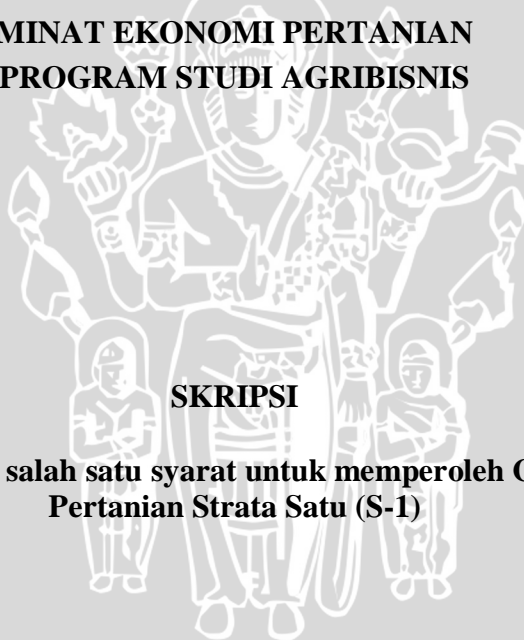 MINAT EKONOMI PERTANIAN
PROGRAM STUDI AGRIBISNIS
SKRIPSI
salah satu syarat untuk memperoleh
Pertanian Strata Satu (S-1)